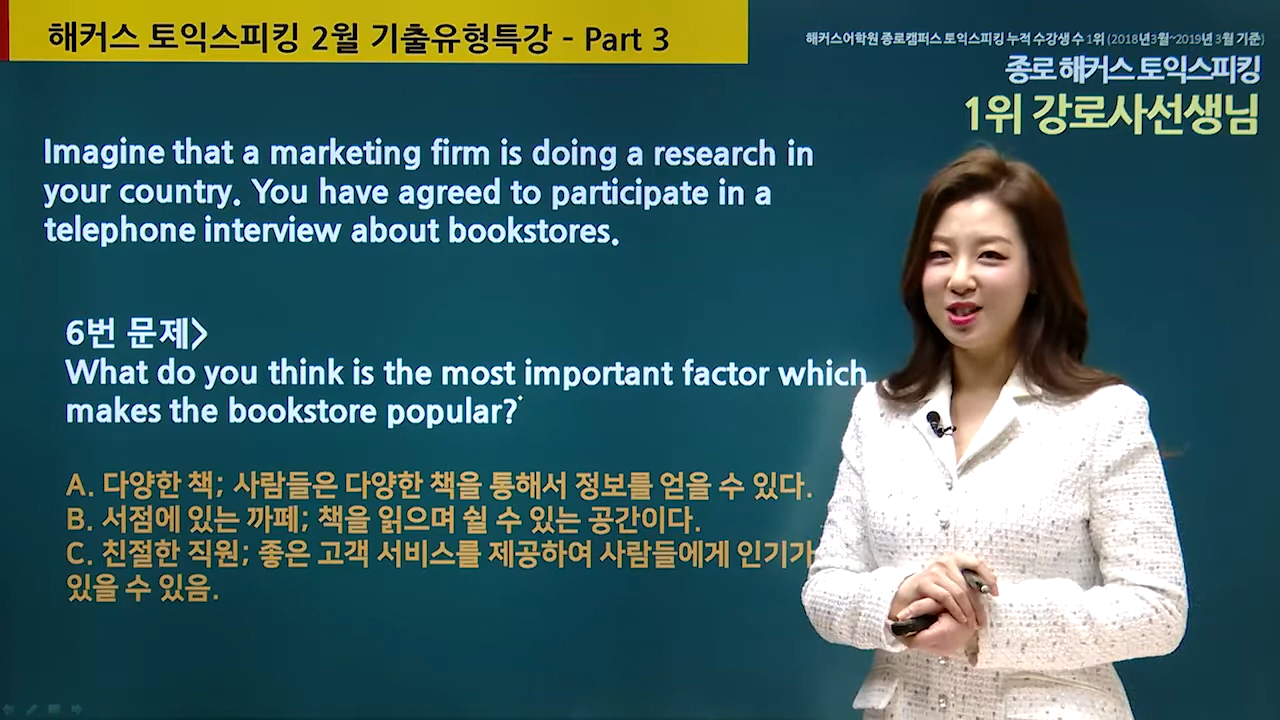 해커스 토익스피킹 2월 기출유형특강 - Part 3
해커스어학원 종로캠퍼스 토익스피킹 누적 수강생 수 1위 (2018년3월~2019년 3월 기준)
종로 해커스 토익스피킹
1위 강로사선생님
Imagine that a marketing firm is doing a research in
your country. You have agreed to participate in a
telephone interview about bookstores.
6번 문제>
What do you think is the most important factor which
makes the bookstore popular?
A. 다양한 책; 사람들은 다양한 책을 통해서 정보를 얻을 수 있다.
B. 서점에 있는 까페; 책을 읽으며 쉴 수 있는 공간이다.
C. 친절한 직원; 좋은 고객 서비스를 제공하여 사람들에게 인기가
있을 수 있음.